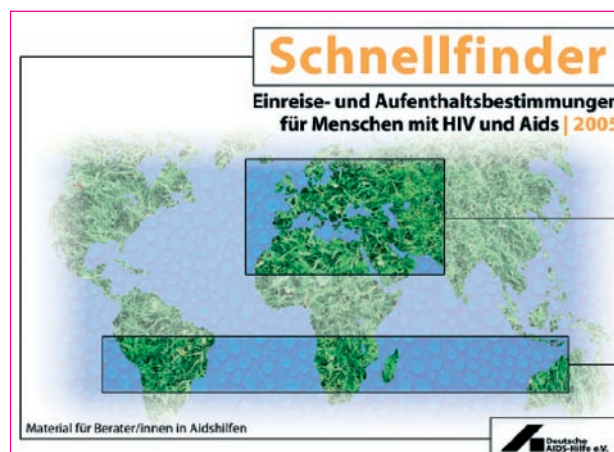 Schnellfinder
Einreise- und Aufenthaltsbestimmungen
für Menschen mit HIV und Aids | 2005
Material für Berater/innen in Aidshilfen
Deutsche
AIDS-Hilfe e.V.